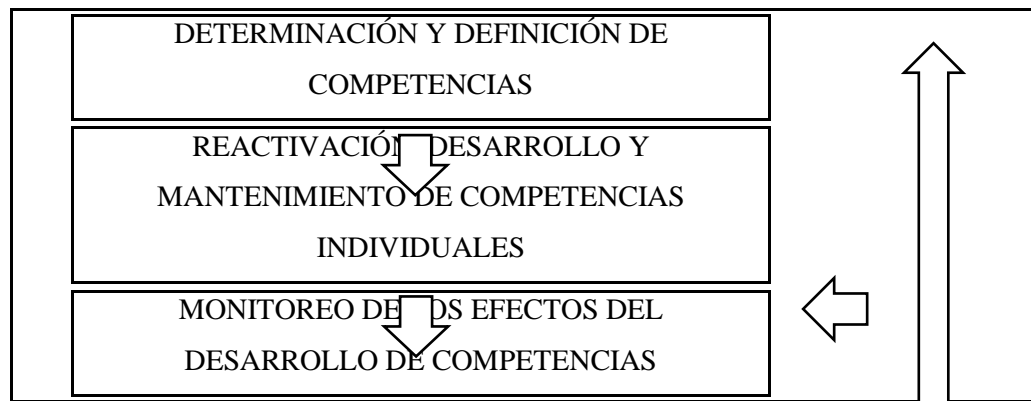 DETERMINACIÓN Y DEFINICIÓN DE
COMPETENCIAS
REACTIVACIÓN DESARROLLO Y
MANTENIMIENTO DE COMPETENCIAS
INDIVIDUALES
MONITOREO DE LOS EFECTOS DEL
DESARROLLO DE COMPETENCIAS